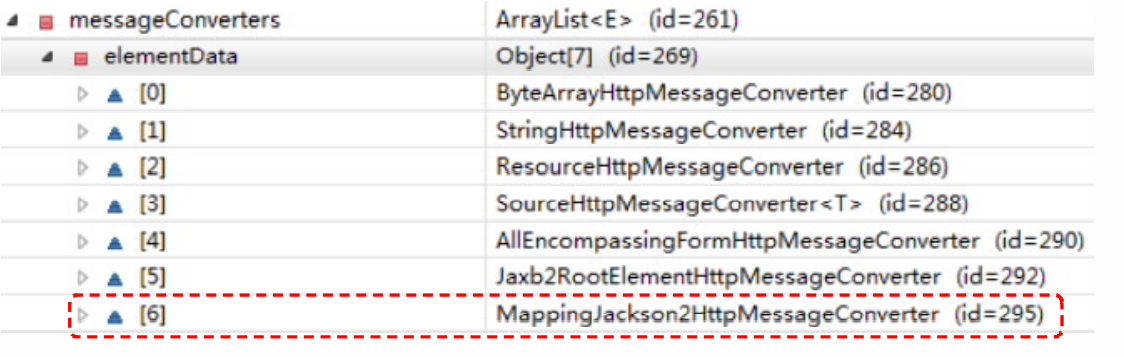 messageConverters ArrayList<E> (id=261)
elementData Object[7] (id=269)
[0] ByteArrayHttpMessageConverter (id=280)
[1] StringHttpMessageConverter (id=284)
[2] ResourceHttpMessageConverter (id=286)
[3] SourceHttpMessageConverter<T> (id=288)
[4] AllEncompassingFormHttpMessageConverter (id=290)
[5] Jaxb2RootElementHttpMessageConverter (id=292)
[6] MappingJackson2HttpMessageConverter (id=295)